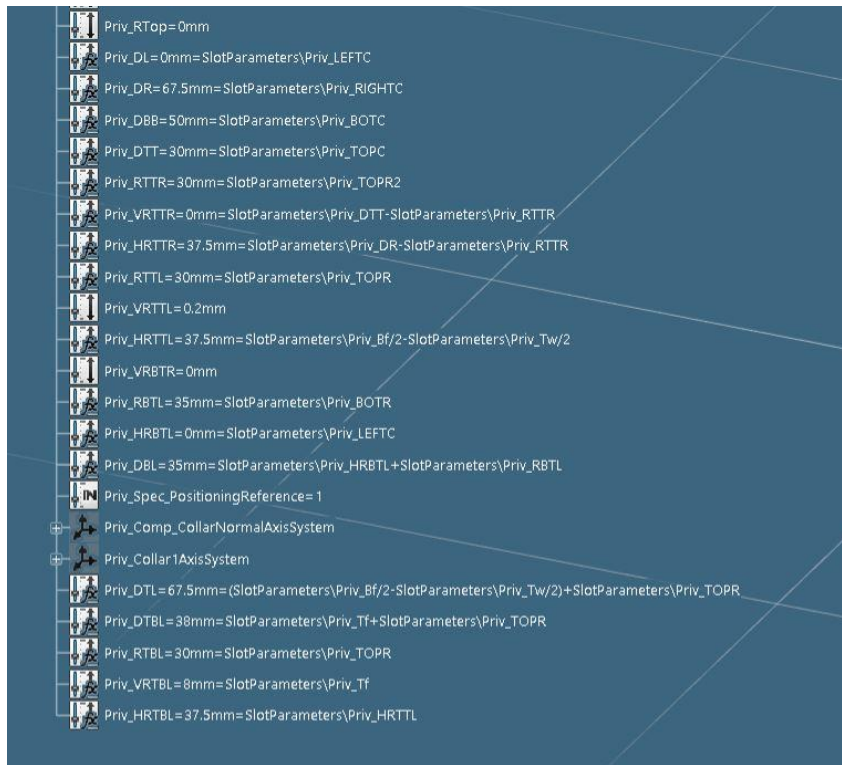 Priv_RTop=0mm
Priv_DL=0mm=SlotParameters\Priv_LEFTC
Priv_DR=67.5mm=SlotParameters\Priv_RIGHTC
Priv_DBB=50mm=SlotParameters\Priv_BOTC
Priv_DTT=30mm=SlotParameters\Priv_TOPC
Priv_RTTR=30mm=SlotParameters\Priv_TOPR2
Priv_VRTTR=0mm=SlotParameters\Priv_DTT-SlotParameters\Priv_RTTR
Priv_HRTTR=37.5mm=SlotParameters\Priv_DR-SlotParameters\Priv_RTTR
Priv_RTTL=30mm=SlotParameters\Priv_TOPR
Priv_VRTTL=0.2mm
Priv_HRTTL=37.5mm=SlotParameters\Priv_Bf/2-SlotParameters\Priv_Tw/2
Priv_VRBTR=0mm
Priv_RBTL=35mm=SlotParameters\Priv_BOTR
Priv_HRBTL=0mm=SlotParameters\Priv_LEFTC
Priv_DBL=35mm=SlotParameters\Priv_HRBTL+SlotParameters\Priv_RBTL
IN Priv_Spec_PositioningReference=1
Priv_Comp_CollarNormalAxisSystem
Priv_Collar1AxisSystem
Priv_DTL=67.5mm=(SlotParameters\Priv_Bf/2-SlotParameters\Priv_Tw/2)+SlotParameters\Priv_TOPR
Priv_DTBL=38mm=SlotParameters\Priv_Tf+SlotParameters\Priv_TOPR
Priv_RTBL=30mm=SlotParameters\Priv_TOPR
Priv_VRTBL=8mm=SlotParameters\Priv_Tf
Priv_HRTBL=37.5mm=SlotParameters\Priv_HRTTL